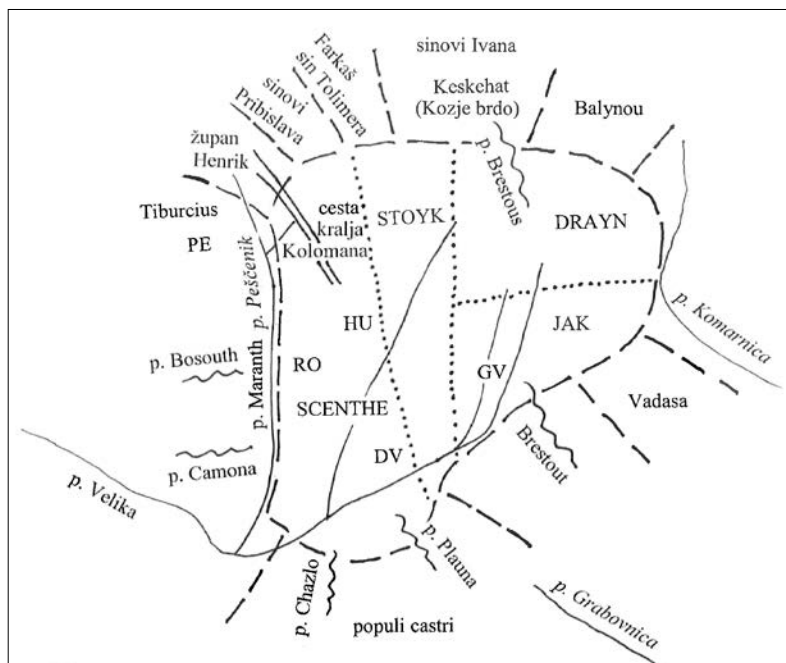 sinovi Ivana
Farkaš
sin Tolimera
sinovi
Pribislava
Keskehat
(Kozje brdo)
Balynou
župan
Henrik
p. Brestous
Tiburcius
PE
cesta
kralja
Kolomana
STOYK
DRAYN
p. Peščenik
p. Komarnica
HU
JAK
p. Bosouth
p. Maranth
RO
GV
Vadasa
SCENTHE
p. Camona
DV
Brestout
p. Velika
p. Plauna
p. Chazlo
p. Grabovnica
populi castri